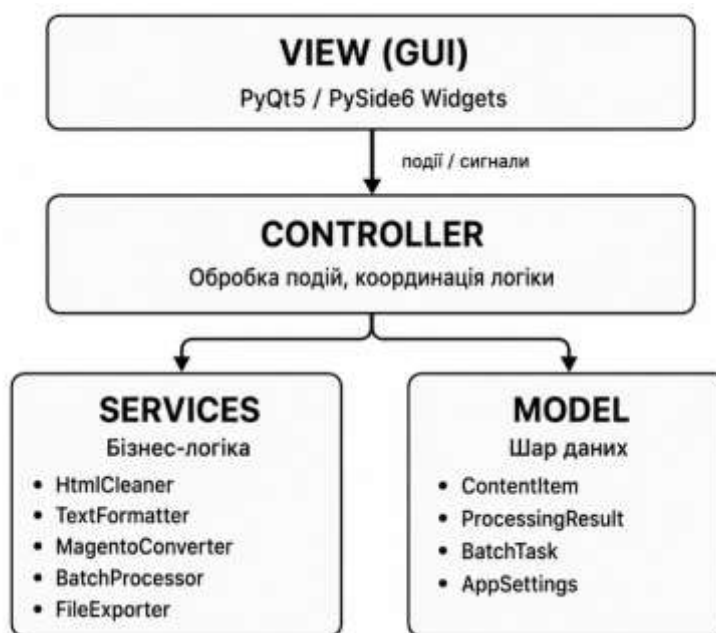 VIEW (GUI)
PyQt5 / PySide6 Widgets
події / сигнали
CONTROLLER
Обробка подій, координація логіки
SERVICES
Бізнес-логіка
• HtmlCleaner
• TextFormatter
• MagentoConverter
• BatchProcessor
• FileExporter
MODEL
Шар даних
• ContentItem
• ProcessingResult
• BatchTask
• AppSettings